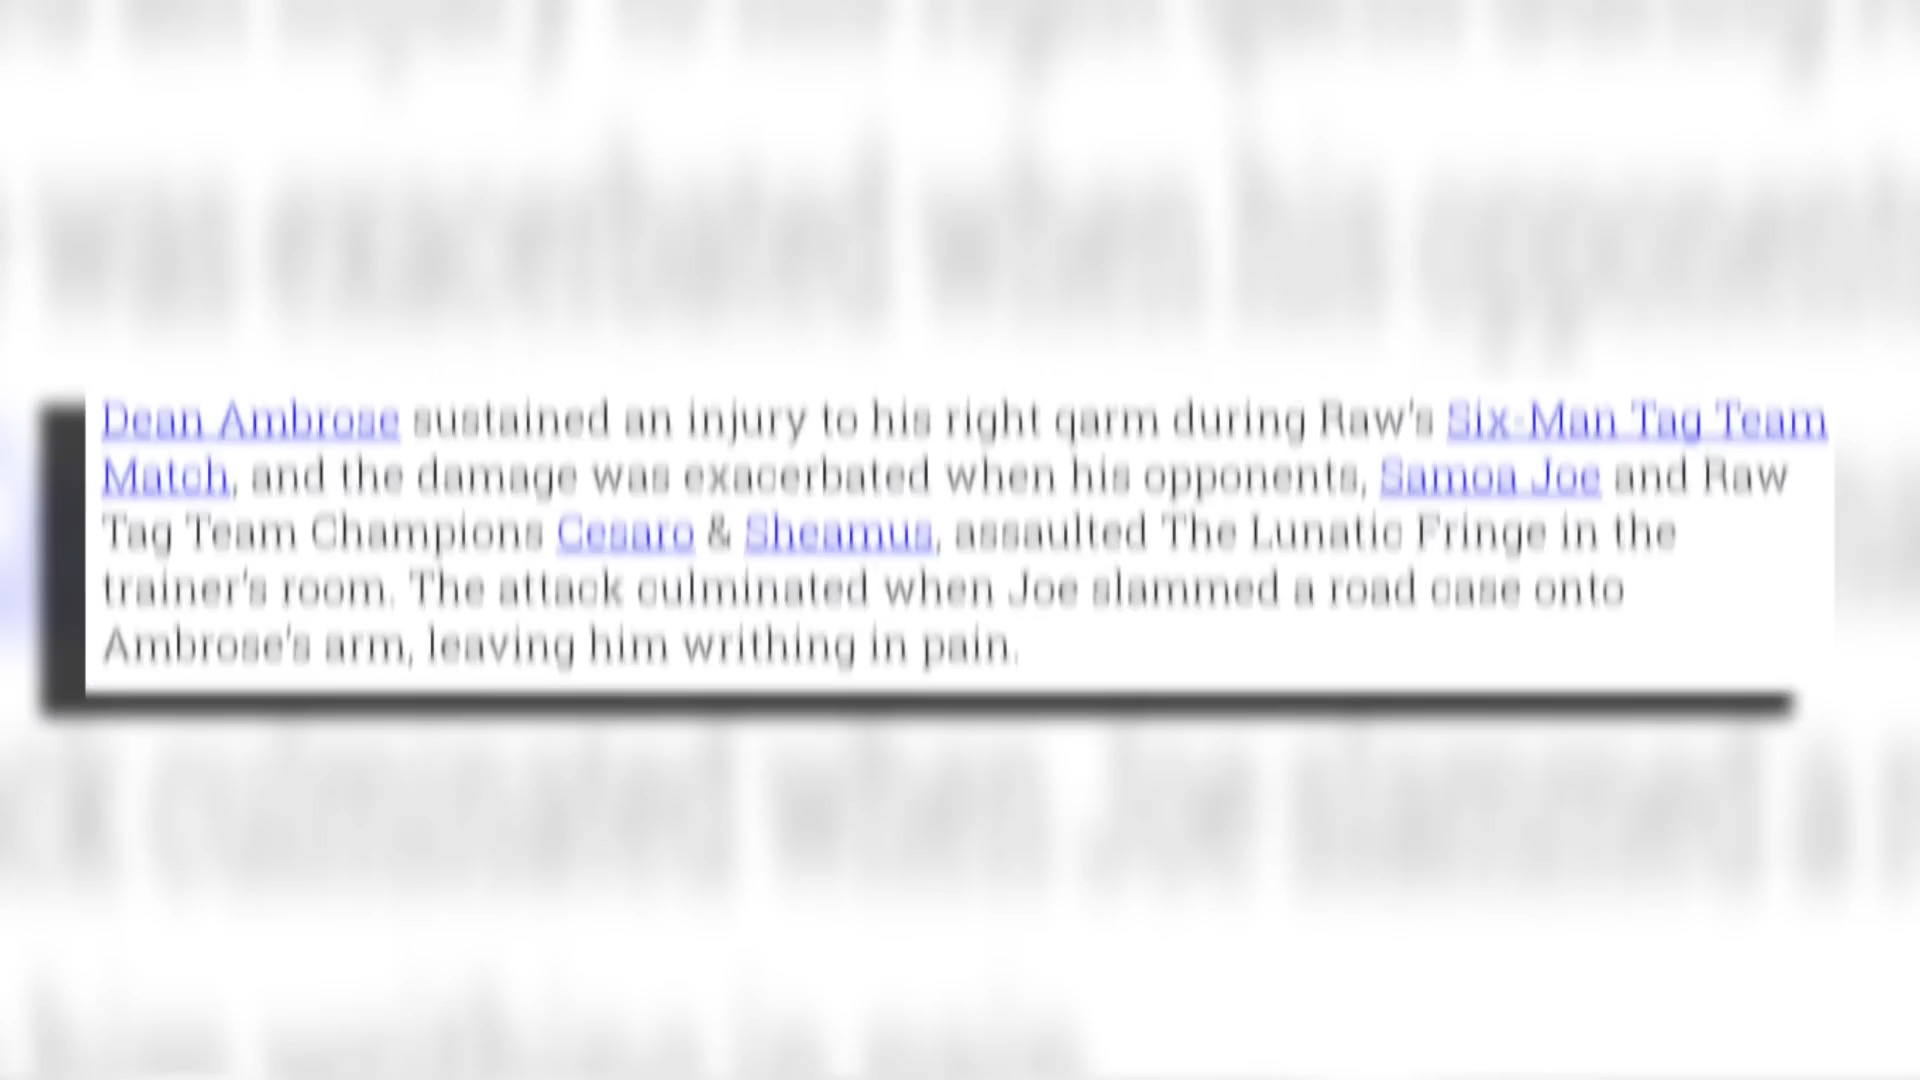 Dean Ambrose sustained an injury to his right qarm during Raw's Six-Man Tag Team
Match, and the damage was exacerbated when his opponents, Samoa Joe and Raw
Tag Team Champions Cesaro & Sheamus, assaulted The Lunatic Fringe in the
trainer's room. The attack culminated when Joe slammed a road case onto
Ambrose's arm, leaving him writhing in pain.